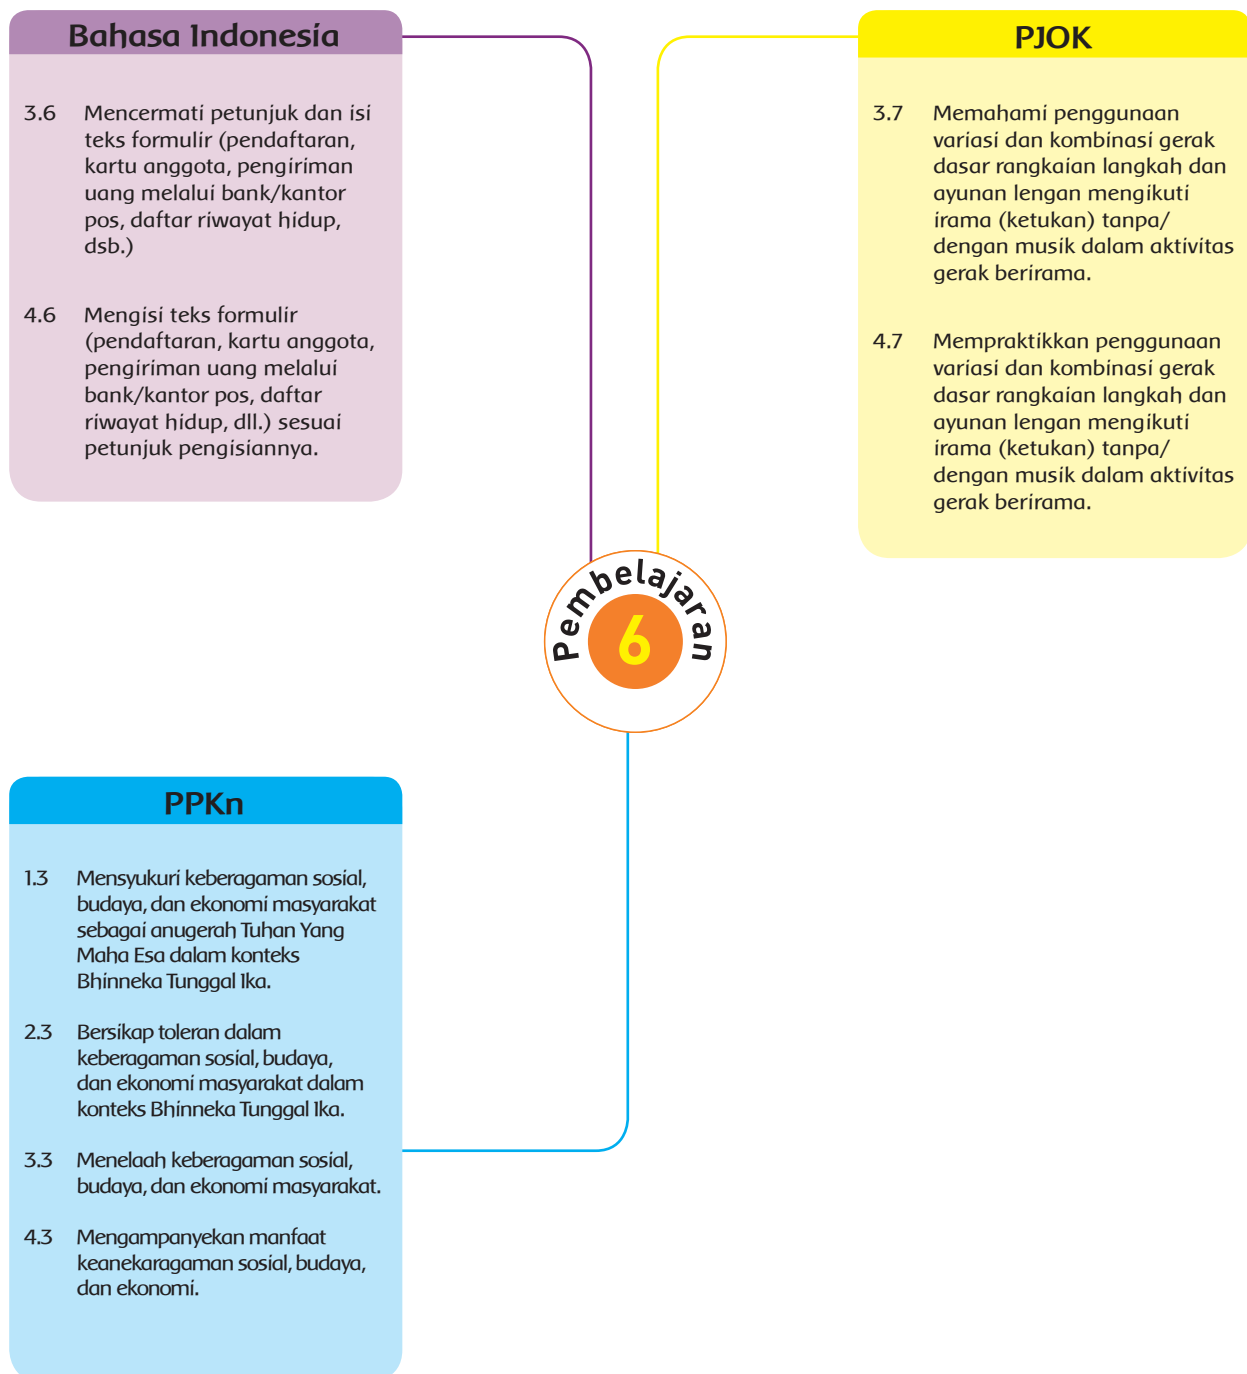 Bahasa Indonesia
3.6 Mencermati petunjuk dan isi
teks formulir (pendaftaran,
kartu anggota, pengiriman
uang melalui bank/kantor
pos, daftar riwayat hidup,
dsb.)
4.6 Mengisi teks formulir
(pendaftaran, kartu anggota,
pengiriman uang melalui
bank/kantor pos, daftar
riwayat hidup, dll.) sesuai
petunjuk pengisiannya.
PJOK
3.7 Memahami penggunaan
variasi dan kombinasi gerak
dasar rangkaian langkah dan
ayunan lengan mengikuti
irama (ketukan) tanpa/
dengan musik dalam aktivitas
gerak berirama.
4.7 Mempraktikkan penggunaan
variasi dan kombinasi gerak
dasar rangkaian langkah dan
ayunan lengan mengikuti
irama (ketukan) tanpa/
dengan musik dalam aktivitas
gerak berirama.
Pembelajaran
6
PPKn
1.3 Mensyukuri keberagaman sosial,
budaya, dan ekonomi masyarakat
sebagai anugerah Tuhan Yang
Maha Esa dalam konteks
Bhinneka Tunggal Ika.
2.3 Bersikap toleran dalam
keberagaman sosial, budaya,
dan ekonomi masyarakat dalam
konteks Bhinneka Tunggal Ika.
3.3 Menelaah keberagaman sosial,
budaya, dan ekonomi masyarakat.
4.3 Mengampanyekan manfaat
keanekaragaman sosial, budaya,
dan ekonomi.